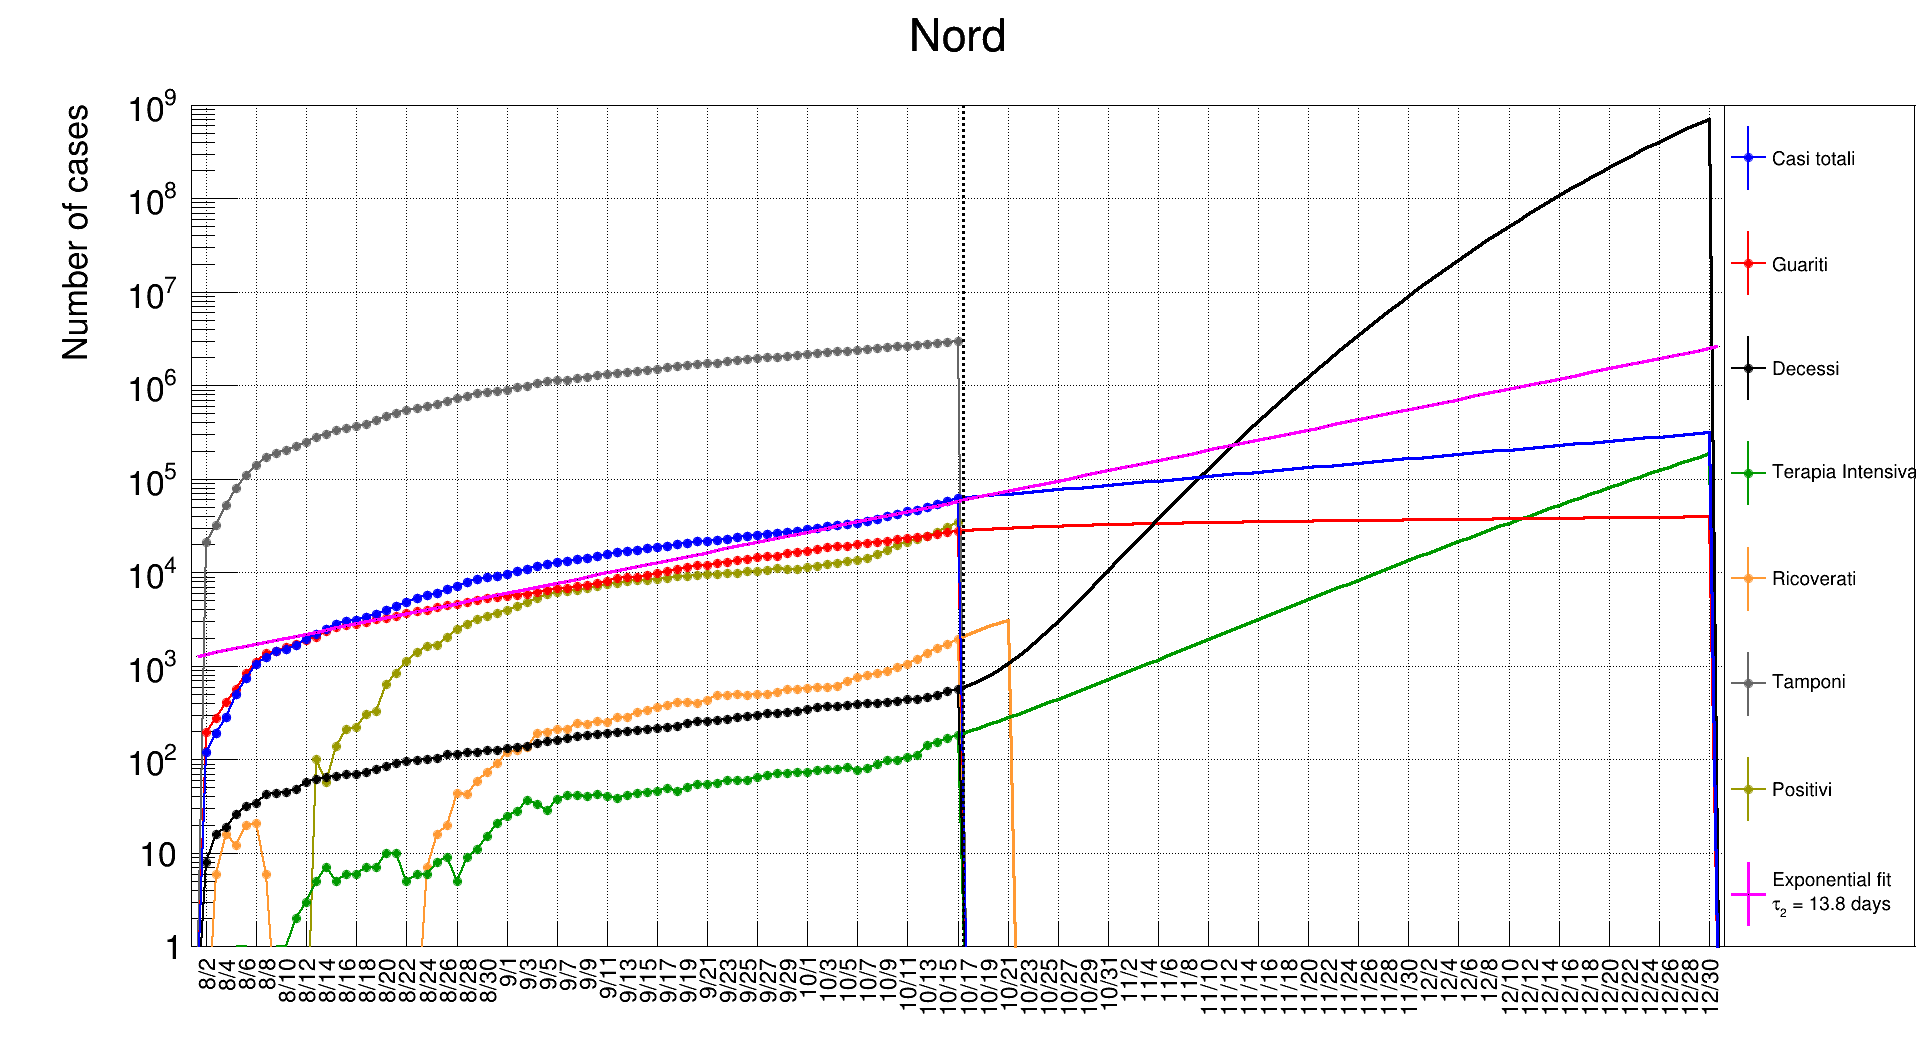 Nord
Number of cases
10^9
10^8
10^7
10^6
10^5
10^4
10^3
10^2
10
1
8/2 8/4 8/6 8/8 8/10 8/12 8/14 8/16 8/18 8/20 8/22 8/24 8/26 8/28 8/30 9/1 9/3 9/5 9/7 9/9 9/11 9/13 9/15 9/17 9/19 9/21 9/23 9/25 9/27 9/29 10/1 10/3 10/5 10/7 10/9 10/11 10/13 10/15 10/17 10/19 10/21 10/23 10/25 10/27 10/29 10/31 11/2 11/4 11/6 11/8 11/10 11/12 11/14 11/16 11/18 11/20 11/22 11/24 11/26 11/28 11/30 12/2 12/4 12/6 12/8 12/10 12/12 12/14 12/16 12/18 12/20 12/22 12/24 12/26 12/28 12/30
Casi totali
Guariti
Decessi
Terapia Intensiva
Ricoverati
Tamponi
Positivi
Exponential fit
τ₂ = 13.8 days